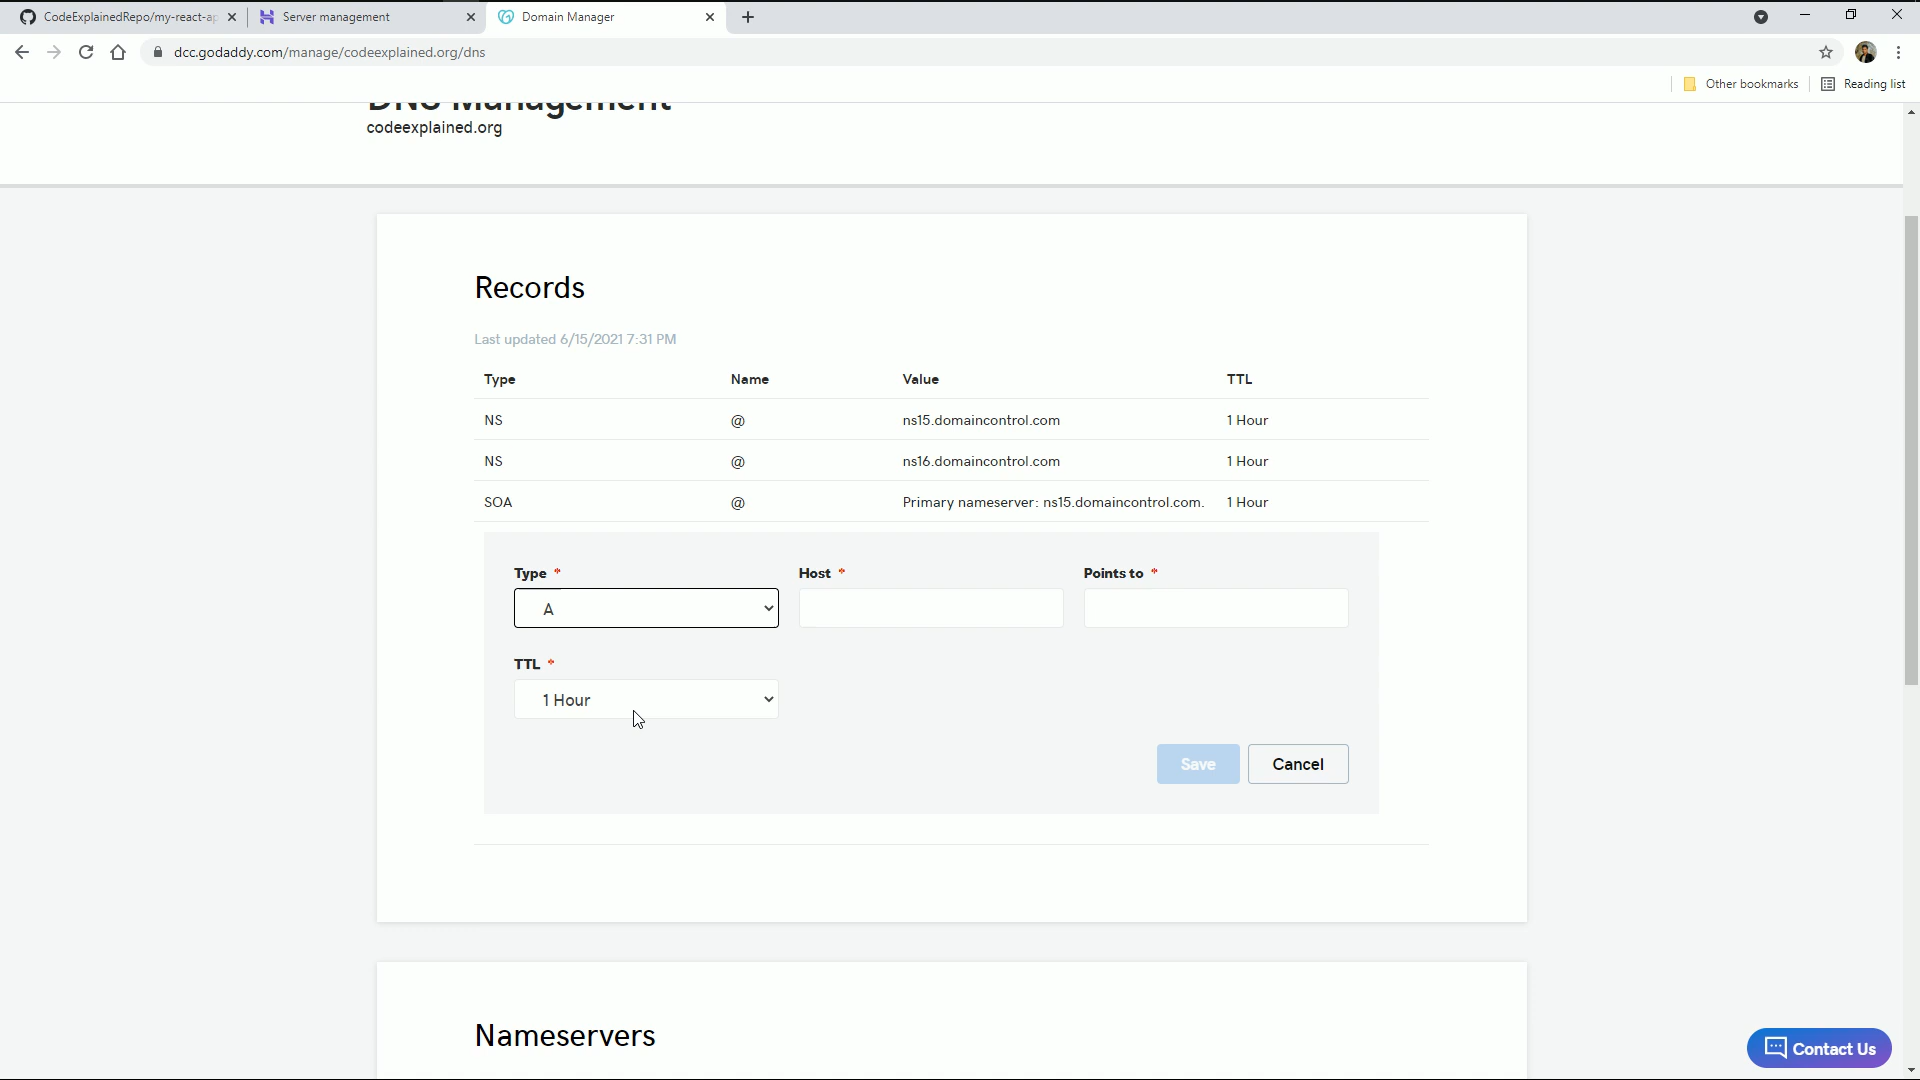 CodeExplainedRepo/my-react-ap
Server management
Domain Manager
dcc.godaddy.com/manage/codeexplained.org/dns
Other bookmarks
Reading list
DNS Management
codeexplained.org
Records
Last updated 6/15/2021 7:31 PM
Type Name Value TTL
NS @ ns15.domaincontrol.com 1 Hour
NS @ ns16.domaincontrol.com 1 Hour
SOA @ Primary nameserver: ns15.domaincontrol.com. 1 Hour
Type * Host * Points to *
A
TTL *
1 Hour
Save Cancel
Nameservers
Contact Us